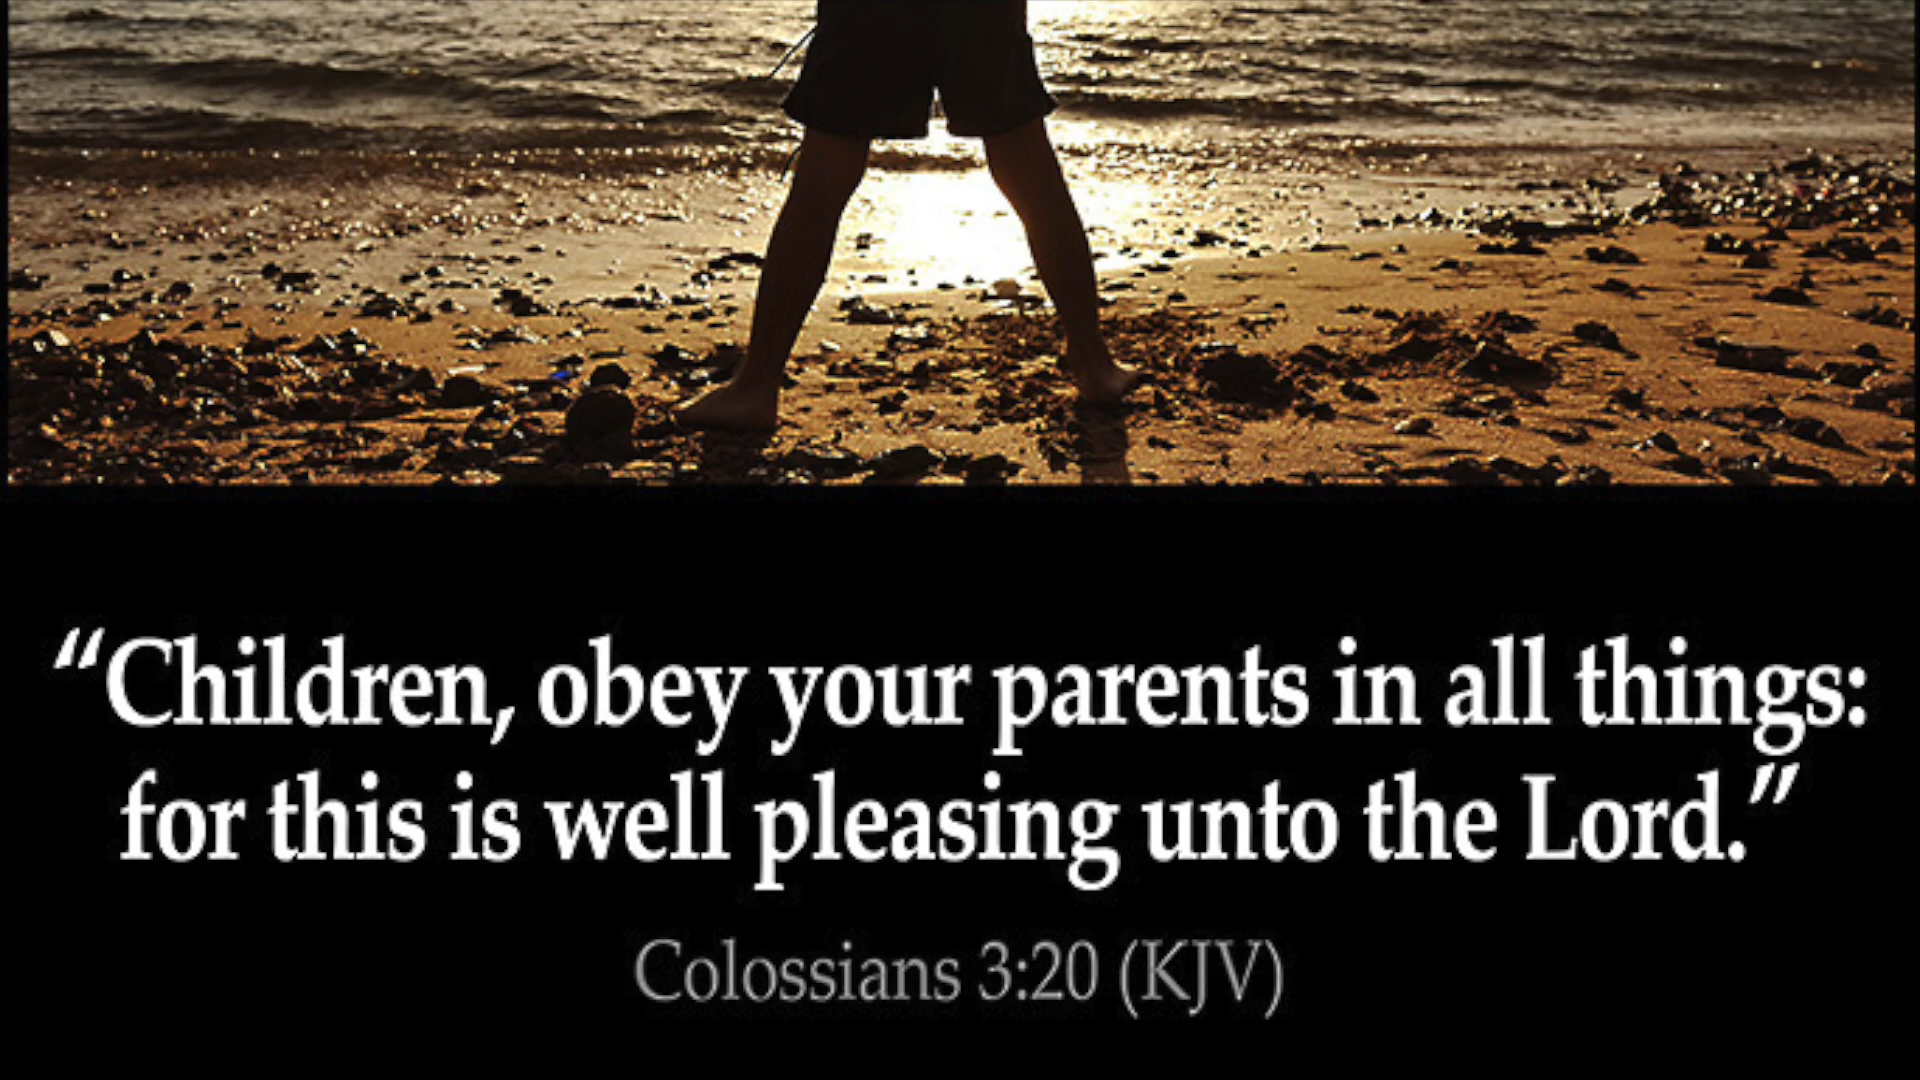 “Children, obey your parents in all things:
for this is well pleasing unto the Lord.”
Colossians 3:20 (KJV)